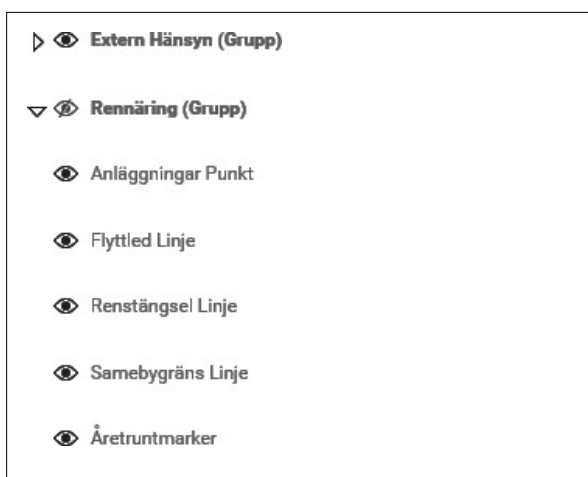 Extern Hänsyn (Grupp)
Rennäring (Grupp)
Anläggningar Punkt
Flyttled Linje
Renstängsel Linje
Samebygräns Linje
Åretruntmarker